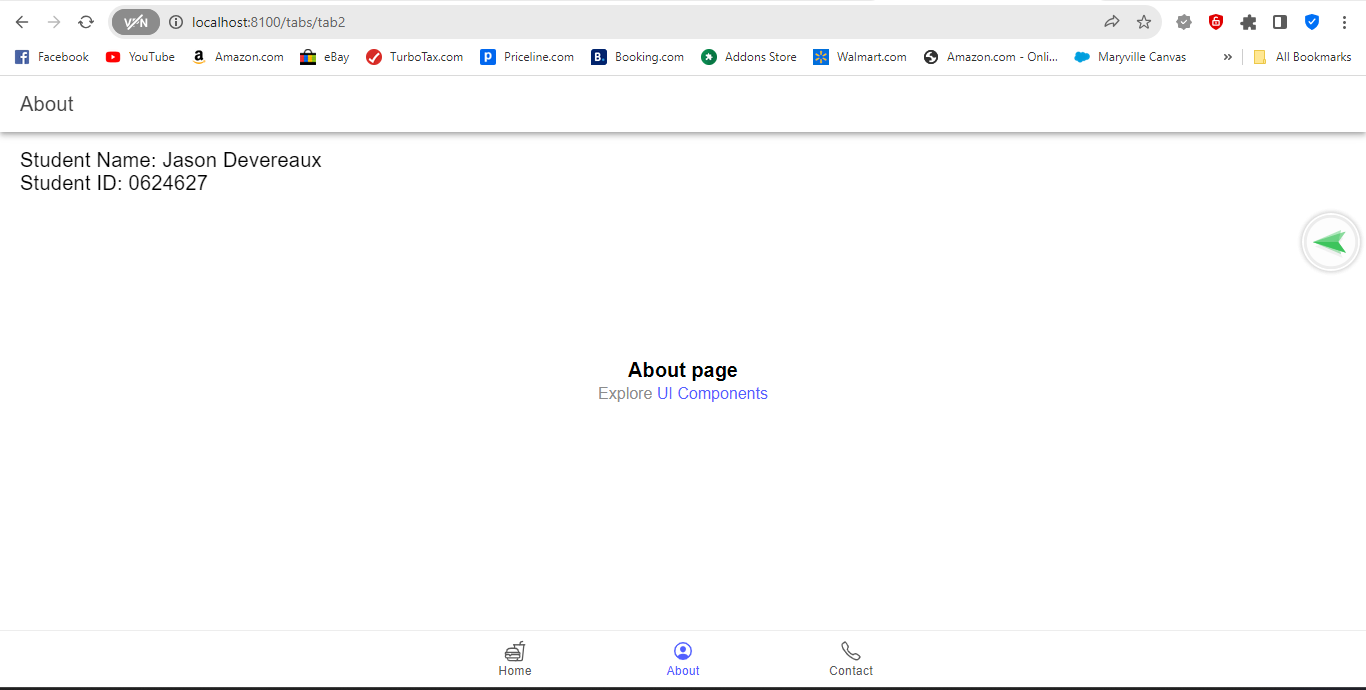 VPN
localhost:8100/tabs/tab2
6
Facebook YouTube a Amazon.com eBay TurboTax.com p Priceline.com B. Booking.com Addons Store Walmart.com Amazon.com - Onli... Maryville Canvas » All Bookmarks
About
Student Name: Jason Devereaux
Student ID: 0624627
About page
Explore UI Components
Home About Contact